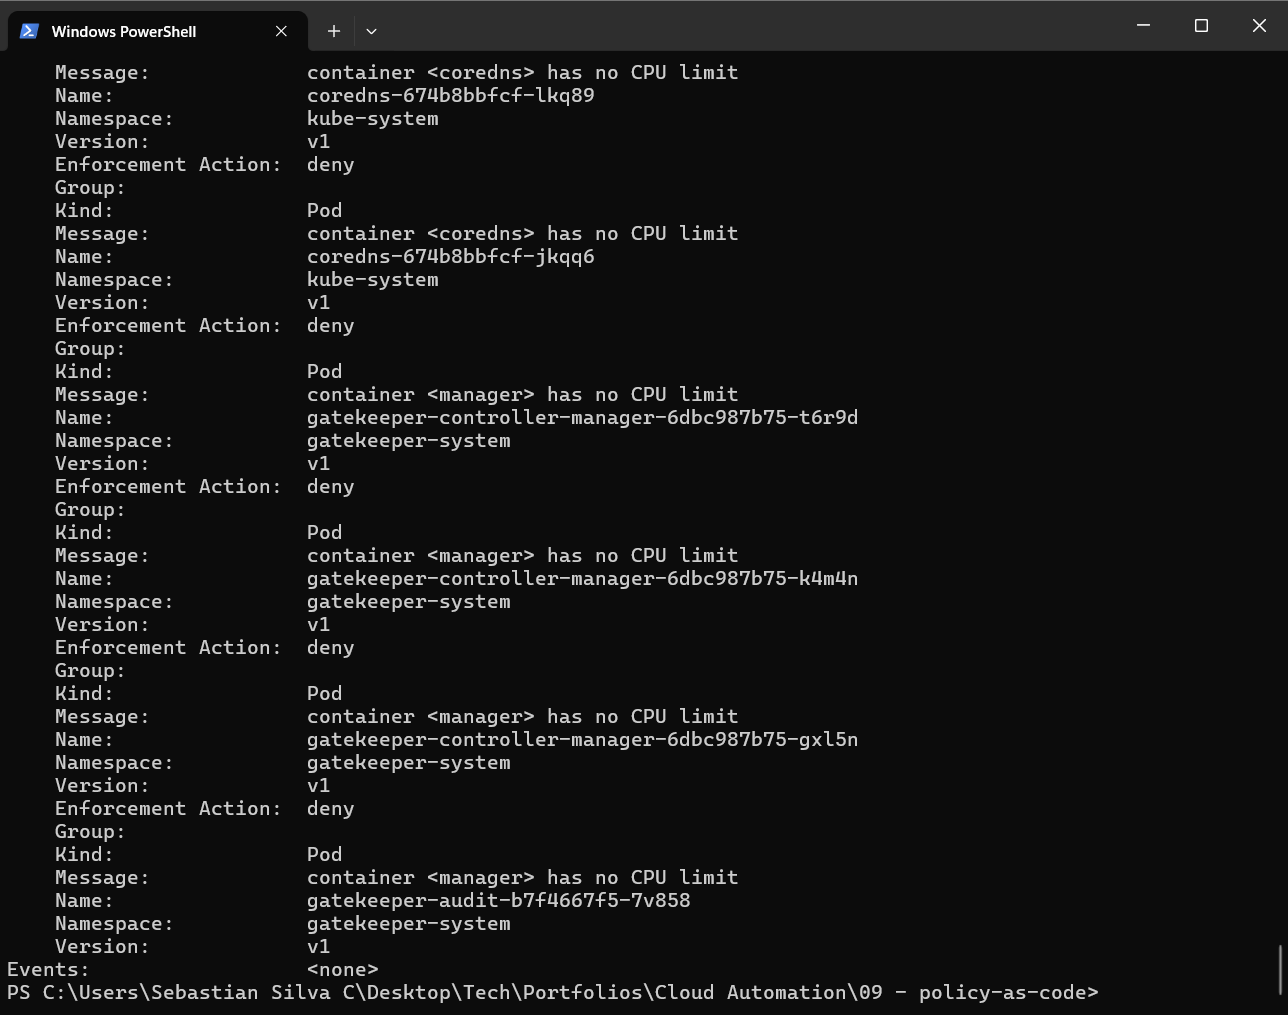 Windows PowerShell
    Message:             container <coredns> has no CPU limit
    Name:                coredns-674b8bbfcf-lkq89
    Namespace:           kube-system
    Version:             v1
    Enforcement Action:  deny
    Group:
    Kind:                Pod
    Message:             container <coredns> has no CPU limit
    Name:                coredns-674b8bbfcf-jkqq6
    Namespace:           kube-system
    Version:             v1
    Enforcement Action:  deny
    Group:
    Kind:                Pod
    Message:             container <manager> has no CPU limit
    Name:                gatekeeper-controller-manager-6dbc987b75-t6r9d
    Namespace:           gatekeeper-system
    Version:             v1
    Enforcement Action:  deny
    Group:
    Kind:                Pod
    Message:             container <manager> has no CPU limit
    Name:                gatekeeper-controller-manager-6dbc987b75-k4m4n
    Namespace:           gatekeeper-system
    Version:             v1
    Enforcement Action:  deny
    Group:
    Kind:                Pod
    Message:             container <manager> has no CPU limit
    Name:                gatekeeper-controller-manager-6dbc987b75-gxl5n
    Namespace:           gatekeeper-system
    Version:             v1
    Enforcement Action:  deny
    Group:
    Kind:                Pod
    Message:             container <manager> has no CPU limit
    Name:                gatekeeper-audit-b7f4667f5-7v858
    Namespace:           gatekeeper-system
    Version:             v1
Events:                  <none>
PS C:\Users\Sebastian Silva C\Desktop\Tech\Portfolios\Cloud Automation\09 - policy-as-code>